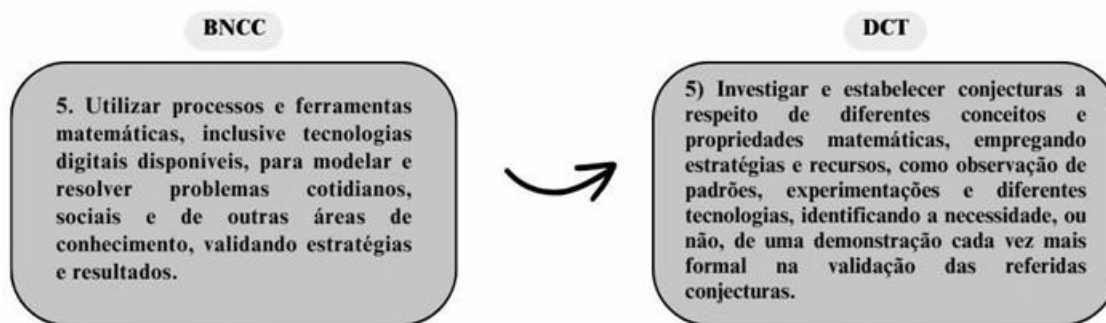 BNCC
5. Utilizar processos e ferramentas
matemáticas, inclusive tecnologias
digitais disponíveis, para modelar e
resolver problemas cotidianos,
sociais e de outras áreas de
conhecimento, validando estratégias
e resultados.
DCT
5) Investigar e estabelecer conjecturas a
respeito de diferentes conceitos e
propriedades matemáticas, empregando
estratégias e recursos, como observação de
padrões, experimentações e diferentes
tecnologias, identificando a necessidade, ou
não, de uma demonstração cada vez mais
formal na validação das referidas
conjecturas.